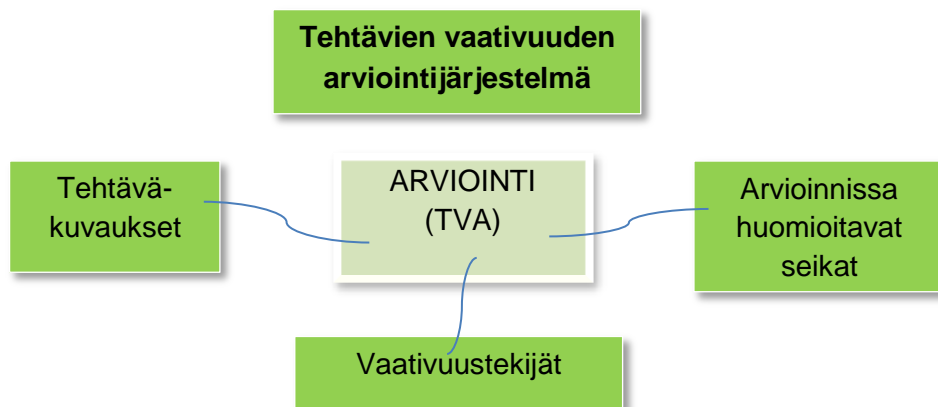 Tehtävien vaativuuden
arviointijärjestelmä
Tehtävä-
kuvaukset
ARVIOINTI
(TVA)
Arvioinnissa
huomioitavat
seikat
Vaativuustekijät